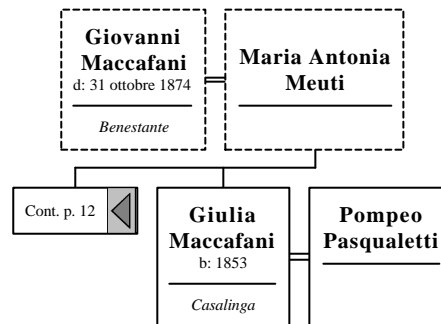 Giovanni
Maccafani
d: 31 ottobre 1874
Benestante
Maria Antonia
Meuti
Cont. p. 12
Giulia
Maccafani
b: 1853
Casalinga
Pompeo
Pasqualetti